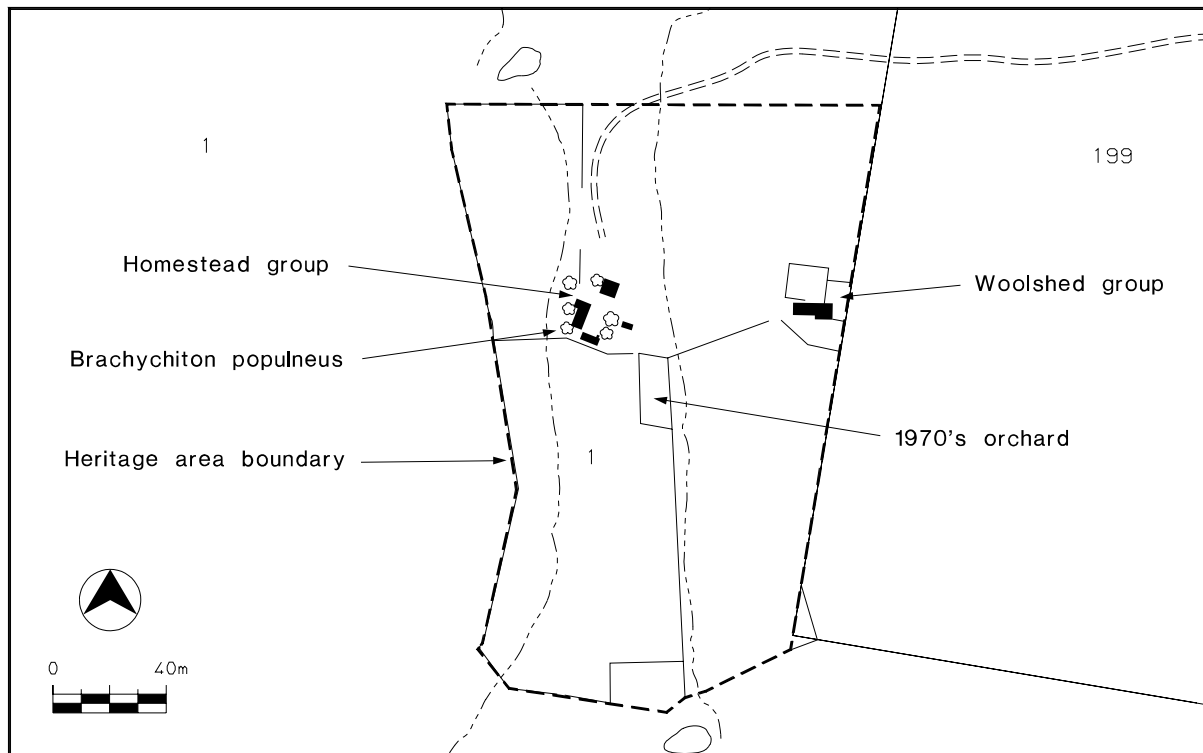 1
199
Homestead group
Woolshed group
Brachychiton populneus
1970's orchard
Heritage area boundary
1
0 40m